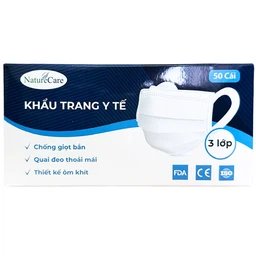 NatureCare
50 Cái
KHẨU TRANG Y TẾ
Chống giọt bắn
Quai đeo thoải mái
Thiết kế ôm khít
3 lớp
FDA
CE
ISO